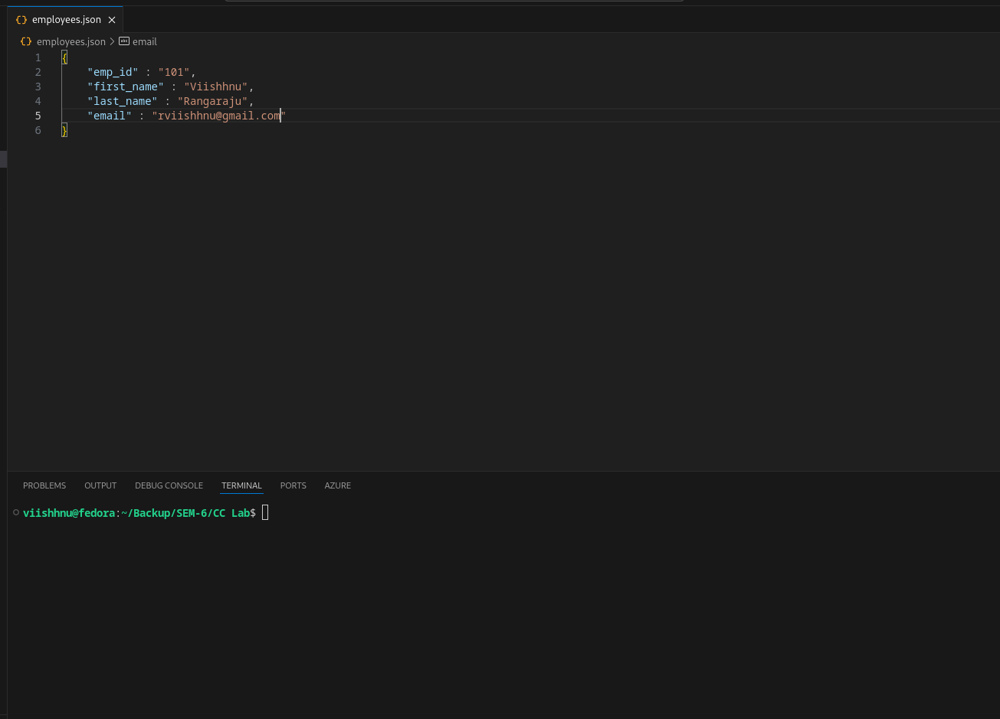 employees.json
employees.json > email
1 {
2 "emp_id" : "101",
3 "first_name" : "Viishhnu",
4 "last_name" : "Rangaraju",
5 "email" : "rviishhnu@gmail.com"
6 }
PROBLEMS OUTPUT DEBUG CONSOLE TERMINAL PORTS AZURE
viishhnu@fedora:~/Backup/SEM-6/CC Lab$